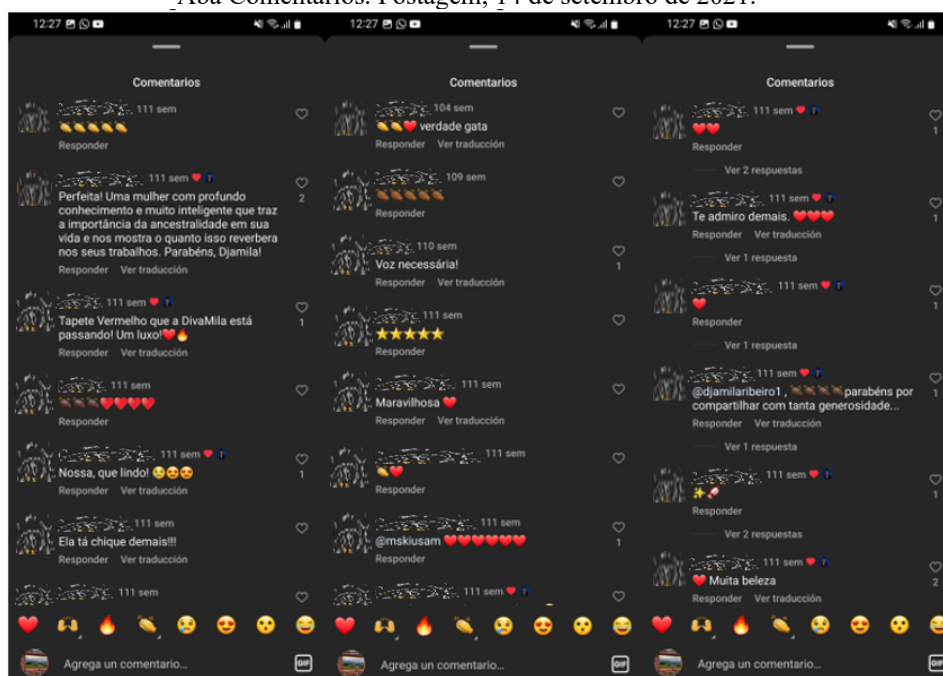 Aba Comentários. Postagem, 14 de setembro de 2021.
12:27
Comentarios
111 sem
👏👏👏👏👏
Responder
111 sem
Perfeita! Uma mulher com profundo
conhecimento e muito inteligente que traz
a importância da ancestralidade em sua
vida e nos mostra o quanto isso reverbera
nos seus trabalhos. Parabéns, Djamila!
2
Responder Ver traducción
111 sem
Tapete Vermelho que a DivaMila está
passando! Um luxo!❤️🔥
1
Responder Ver traducción
111 sem
Responder
111 sem
Nossa, que lindo! 😢😍😍
1
Responder Ver traducción
111 sem
Ela tá chique demais!!!
Responder Ver traducción
111 sem
Agrega un comentario...
GIF
12:27
Comentarios
104 sem
👏👏❤️ verdade gata
Responder Ver traducción
109 sem
Responder
110 sem
Voz necessária!
1
Responder Ver traducción
111 sem
⭐⭐⭐⭐⭐
Responder
111 sem
Maravilhosa ❤️
Responder Ver traducción
111 sem
👏❤️
Responder
111 sem
@mskiusam ❤️❤️❤️❤️❤️❤️
1
Responder Ver traducción
111 sem
Agrega un comentario...
GIF
12:27
Comentarios
111 sem
❤️❤️
1
Responder
Ver 2 respuestas
111 sem
Te admiro demais. ❤️❤️❤️
1
Responder Ver traducción
Ver 1 respuesta
111 sem
❤️
1
Responder
Ver 1 respuesta
111 sem
@djamilaribeiro1 , 👏🏾👏🏾👏🏾👏🏾parabéns por
compartilhar com tanta generosidade...
1
Responder Ver traducción
Ver 1 respuesta
111 sem
✨🚀
1
Responder
Ver 2 respuestas
111 sem
❤️ Muita beleza
2
Responder Ver traducción
Agrega un comentario...
GIF